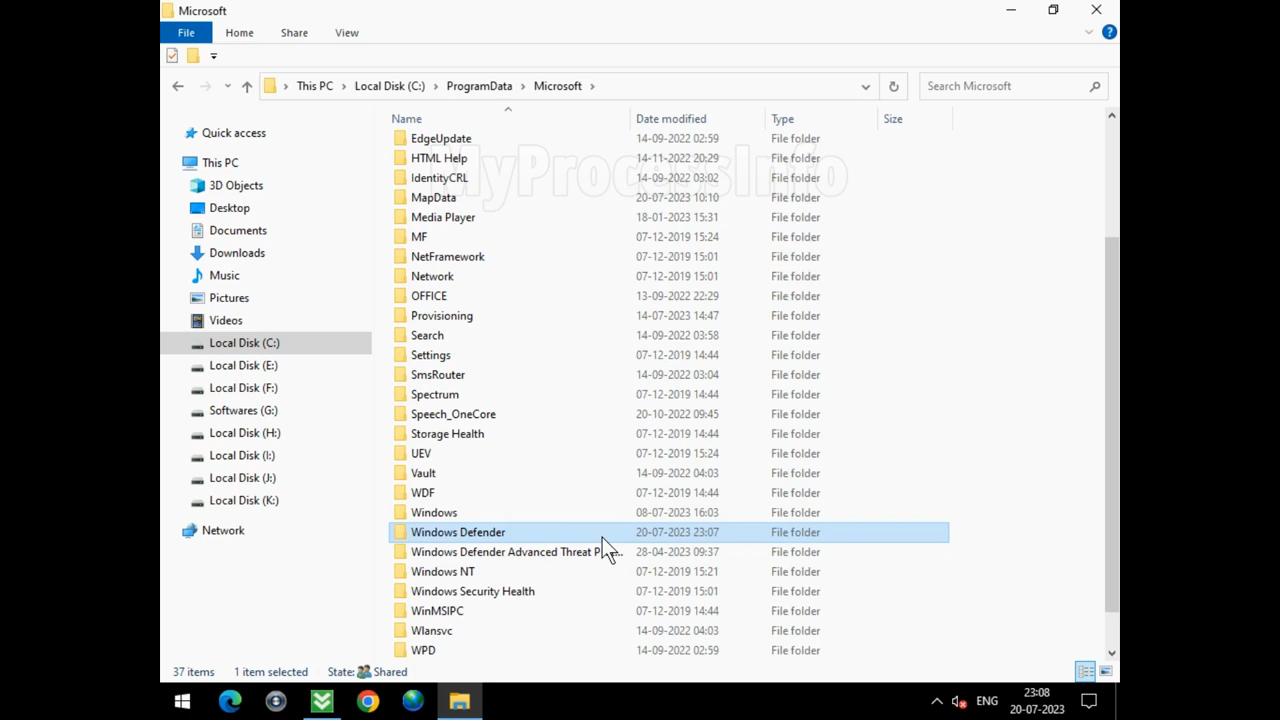 Microsoft
File Home Share View
This PC Local Disk (C:) ProgramData Microsoft Search Microsoft
Name Date modified Type Size
Quick access
This PC
3D Objects
Desktop
Documents
Downloads
Music
Pictures
Videos
Local Disk (C:)
Local Disk (E:)
Local Disk (F:)
Softwares (G:)
Local Disk (H:)
Local Disk (I:)
Local Disk (J:)
Local Disk (K:)
Network
EdgeUpdate 14-09-2022 02:59 File folder
HTML Help 14-11-2022 20:29 File folder
IdentityCRL 14-09-2022 03:02 File folder
MapData 20-07-2023 10:10 File folder
Media Player 18-01-2023 15:31 File folder
MF 07-12-2019 15:24 File folder
NetFramework 07-12-2019 15:01 File folder
Network 07-12-2019 15:01 File folder
OFFICE 13-09-2022 22:29 File folder
Provisioning 14-07-2023 14:47 File folder
Search 14-09-2022 03:58 File folder
Settings 07-12-2019 14:44 File folder
SmsRouter 14-09-2022 03:04 File folder
Spectrum 07-12-2019 14:44 File folder
Speech_OneCore 20-10-2022 09:45 File folder
Storage Health 07-12-2019 14:44 File folder
UEV 07-12-2019 15:24 File folder
Vault 14-09-2022 04:03 File folder
WDF 07-12-2019 14:44 File folder
Windows 08-07-2023 16:03 File folder
Windows Defender 20-07-2023 23:07 File folder
Windows Defender Advanced Threat P... 28-04-2023 09:37 File folder
Windows NT 07-12-2019 15:21 File folder
Windows Security Health 07-12-2019 15:01 File folder
WinMSIPC 07-12-2019 14:44 File folder
Wlansvc 14-09-2022 04:03 File folder
WPD 14-09-2022 02:59 File folder
MyProcessInfo
37 items 1 item selected State: Shared
ENG 23:08
20-07-2023